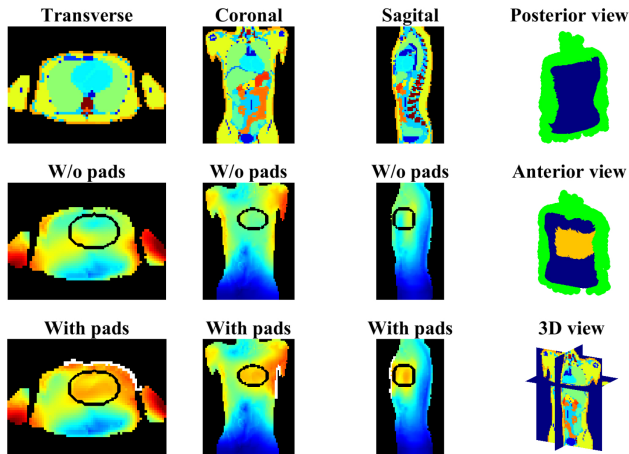 Transverse
Coronal
Sagital
Posterior view
W/o pads
W/o pads
W/o pads
Anterior view
With pads
With pads
With pads
3D view